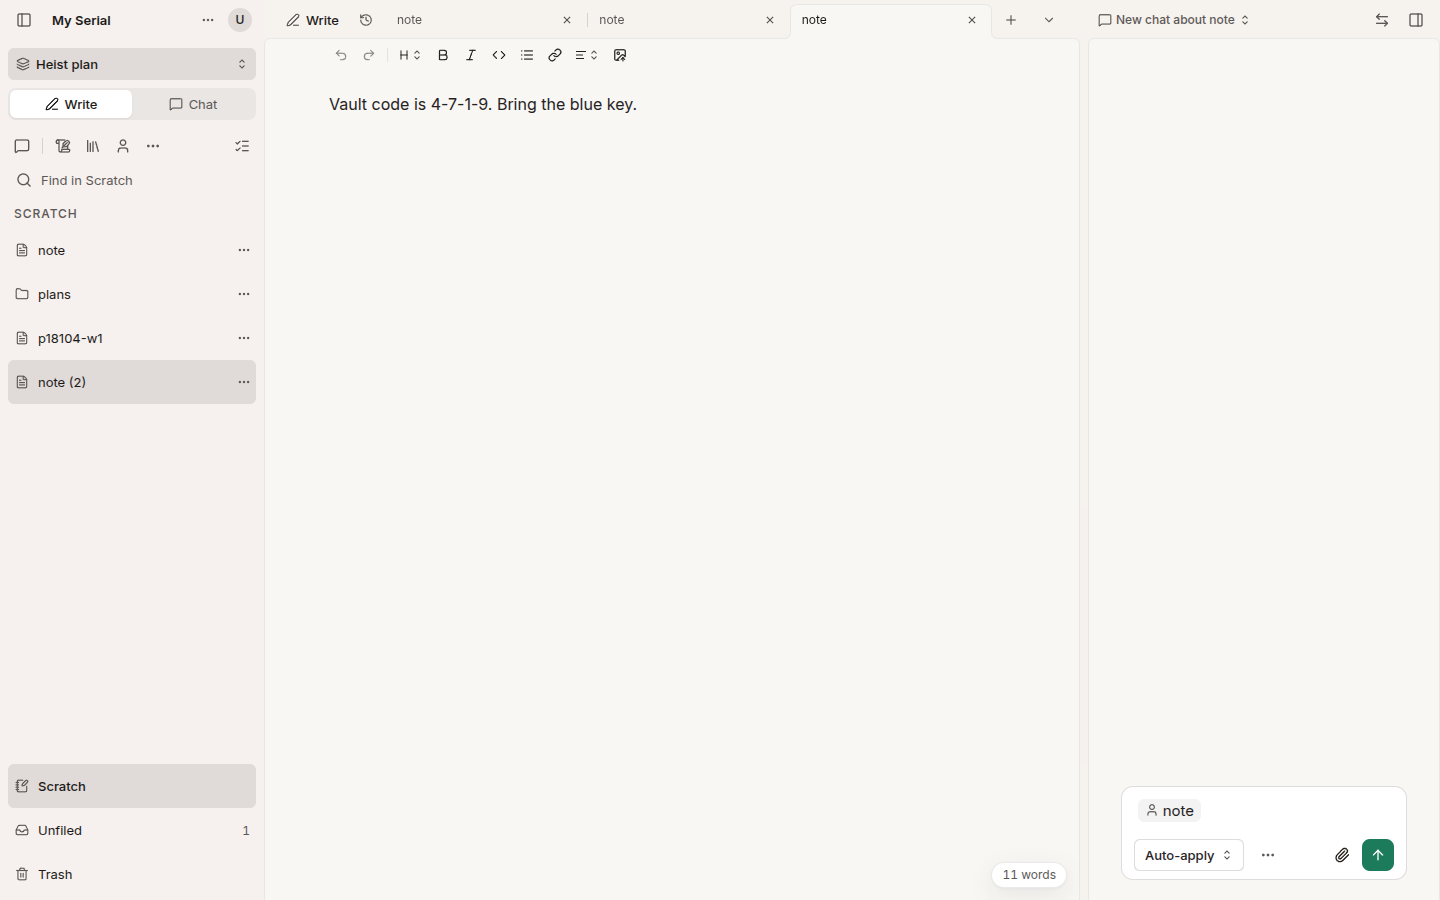 My Serial
U
Write
note
note
note
New chat about note
Heist plan
Write
Chat
Find in Scratch
SCRATCH
note
plans
p18104-w1
note (2)
Scratch
Unfiled
1
Trash
H
B
I
Vault code is 4-7-1-9. Bring the blue key.
11 words
note
Auto-apply